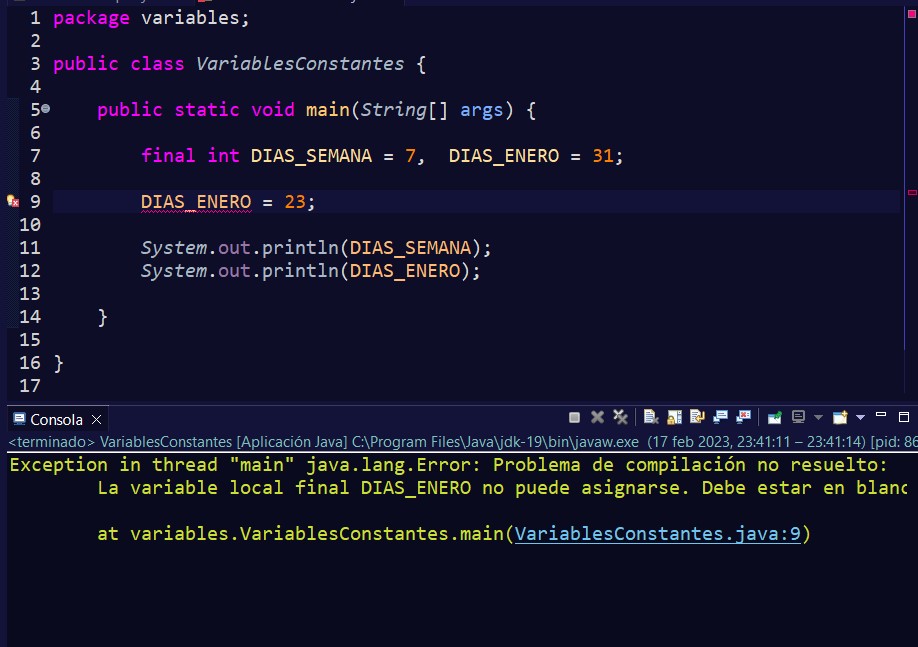 1 package variables;
2
3 public class VariablesConstantes {
4
5 public static void main(String[] args) {
6
7 final int DIAS_SEMANA = 7,  DIAS_ENERO = 31;
8
9 DIAS_ENERO = 23;
10
11 System.out.println(DIAS_SEMANA);
12 System.out.println(DIAS_ENERO);
13
14 }
15
16 }
17
Consola
<terminado> VariablesConstantes [Aplicación Java] C:\Program Files\Java\jdk-19\bin\javaw.exe (17 feb 2023, 23:41:11 – 23:41:14) [pid: 86
Exception in thread "main" java.lang.Error: Problema de compilación no resuelto:
La variable local final DIAS_ENERO no puede asignarse. Debe estar en blanc
at variables.VariablesConstantes.main(VariablesConstantes.java:9)